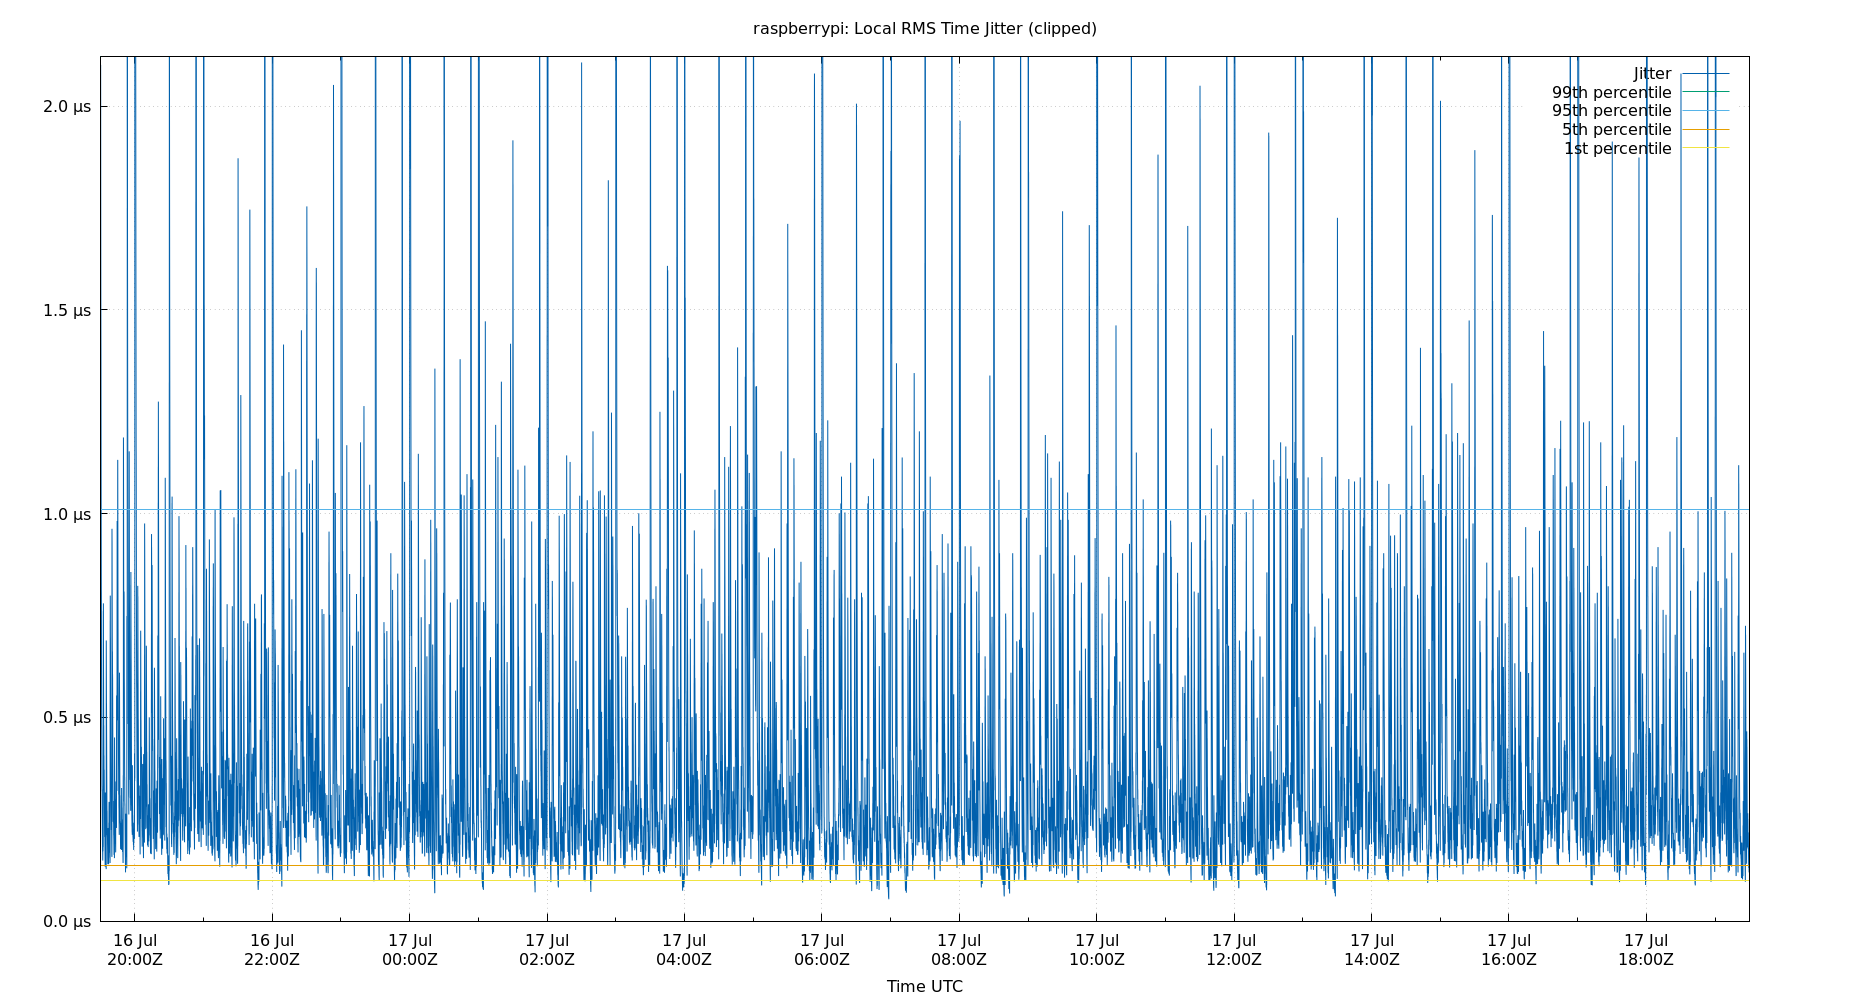 raspberrypi: Local RMS Time Jitter (clipped)
Jitter
99th percentile
95th percentile
5th percentile
1st percentile
2.0 µs
1.5 µs
1.0 µs
0.5 µs
0.0 µs
16 Jul 16 Jul 17 Jul 17 Jul 17 Jul 17 Jul 17 Jul 17 Jul 17 Jul 17 Jul 17 Jul 17 Jul
20:00Z 22:00Z 00:00Z 02:00Z 04:00Z 06:00Z 08:00Z 10:00Z 12:00Z 14:00Z 16:00Z 18:00Z
Time UTC